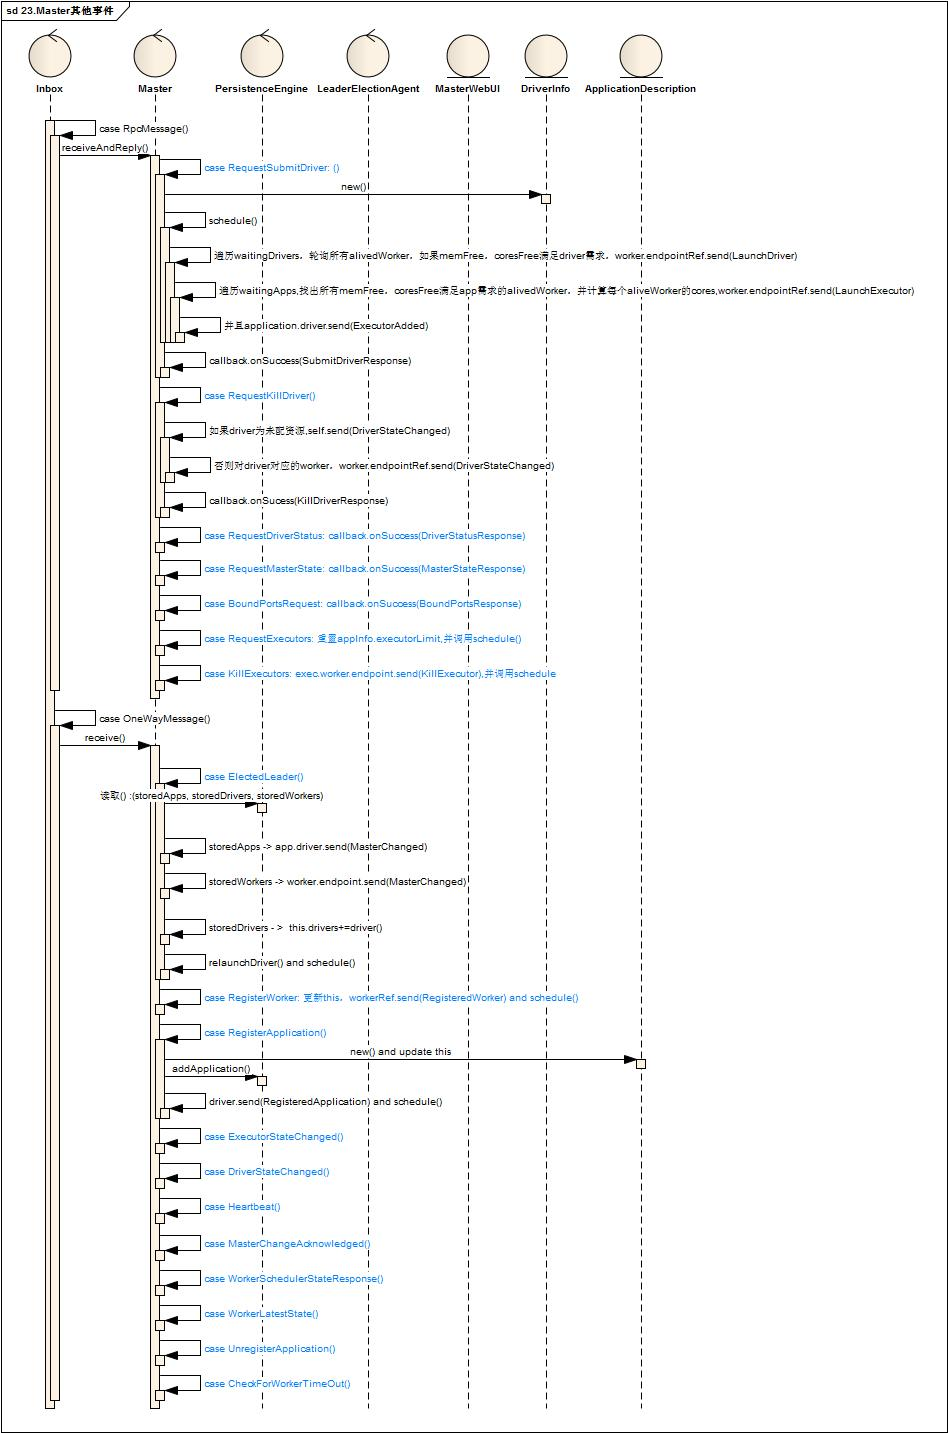 sd 23.Master其他事件
Inbox
Master
PersistenceEngine
LeaderElectionAgent
MasterWebUI
DriverInfo
ApplicationDescription
case RpcMessage()
receiveAndReply()
case RequestSubmitDriver: ()
new()
schedule()
遍历waitingDrivers，轮询所有alivedWorker，如果memFree，coresFree满足driver需求，worker.endpointRef.send(LaunchDriver)
遍历waitingApps,找出所有memFree，coresFree满足app需求的alivedWorker，并计算每个aliveWorker的cores,worker.endpointRef.send(LaunchExecutor)
并且application.driver.send(ExecutorAdded)
callback.onSuccess(SubmitDriverResponse)
case RequestKillDriver()
如果driver为未配资源,self.send(DriverStateChanged)
否则对driver对应的worker，worker.endpointRef.send(DriverStateChanged)
callback.onSucess(KillDriverResponse)
case RequestDriverStatus: callback.onSuccess(DriverStatusResponse)
case RequestMasterState: callback.onSuccess(MasterStateResponse)
case BoundPortsRequest: callback.onSuccess(BoundPortsResponse)
case RequestExecutors: 重置appInfo.executorLimit,并调用schedule()
case KillExecutors: exec.worker.endpoint.send(KillExecutor),并调用schedule
case OneWayMessage()
receive()
case ElectedLeader()
读取() :(storedApps, storedDrivers, storedWorkers)
storedApps -> app.driver.send(MasterChanged)
storedWorkers -> worker.endpoint.send(MasterChanged)
storedDrivers - >  this.drivers+=driver()
relaunchDriver() and schedule()
case RegisterWorker: 更新this，workerRef.send(RegisteredWorker) and schedule()
case RegisterApplication()
new() and update this
addApplication()
driver.send(RegisteredApplication) and schedule()
case ExecutorStateChanged()
case DriverStateChanged()
case Heartbeat()
case MasterChangeAcknowledged()
case WorkerSchedulerStateResponse()
case WorkerLatestState()
case UnregisterApplication()
case CheckForWorkerTimeOut()